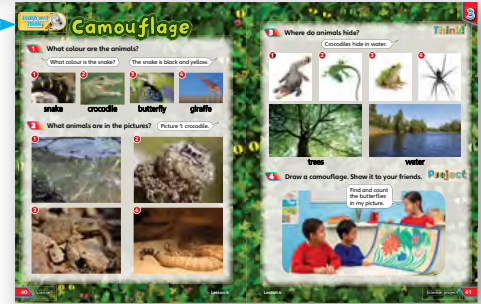 Learn and
think
Camouflage
1 What colour are the animals?
What colour is the snake?
The snake is black and yellow.
1 2 3 4
snake crocodile butterfly giraffe
2 What animals are in the pictures?
Picture 1: crocodile.
1 2
3 4
40 Science
Lesson 6
3
Think!
3 Where do animals hide?
Crocodiles hide in water.
1 2 3 4
trees water
4 Draw a camouflage. Show it to your friends.
Project
Find and count
the butterflies
in my picture.
Lesson 6
Science project 41